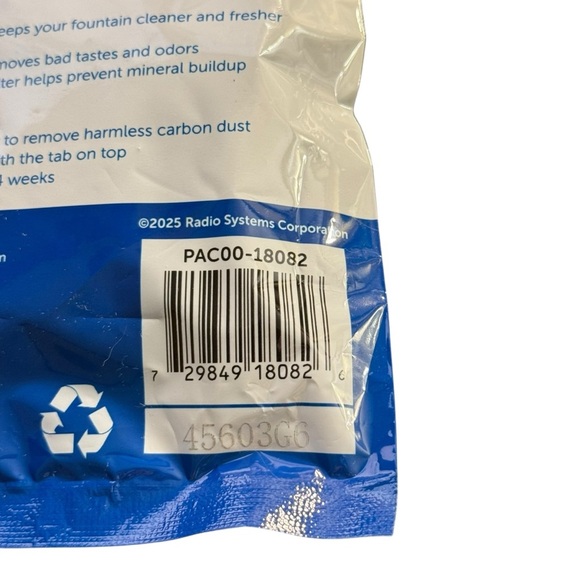 eeps your fountain cleaner and fresher
moves bad tastes and odors
ter helps prevent mineral buildup
to remove harmless carbon dust
th the tab on top
4 weeks
©2025 Radio Systems Corporation
n
PAC00-18082
7 29849 18082 6
45603G6